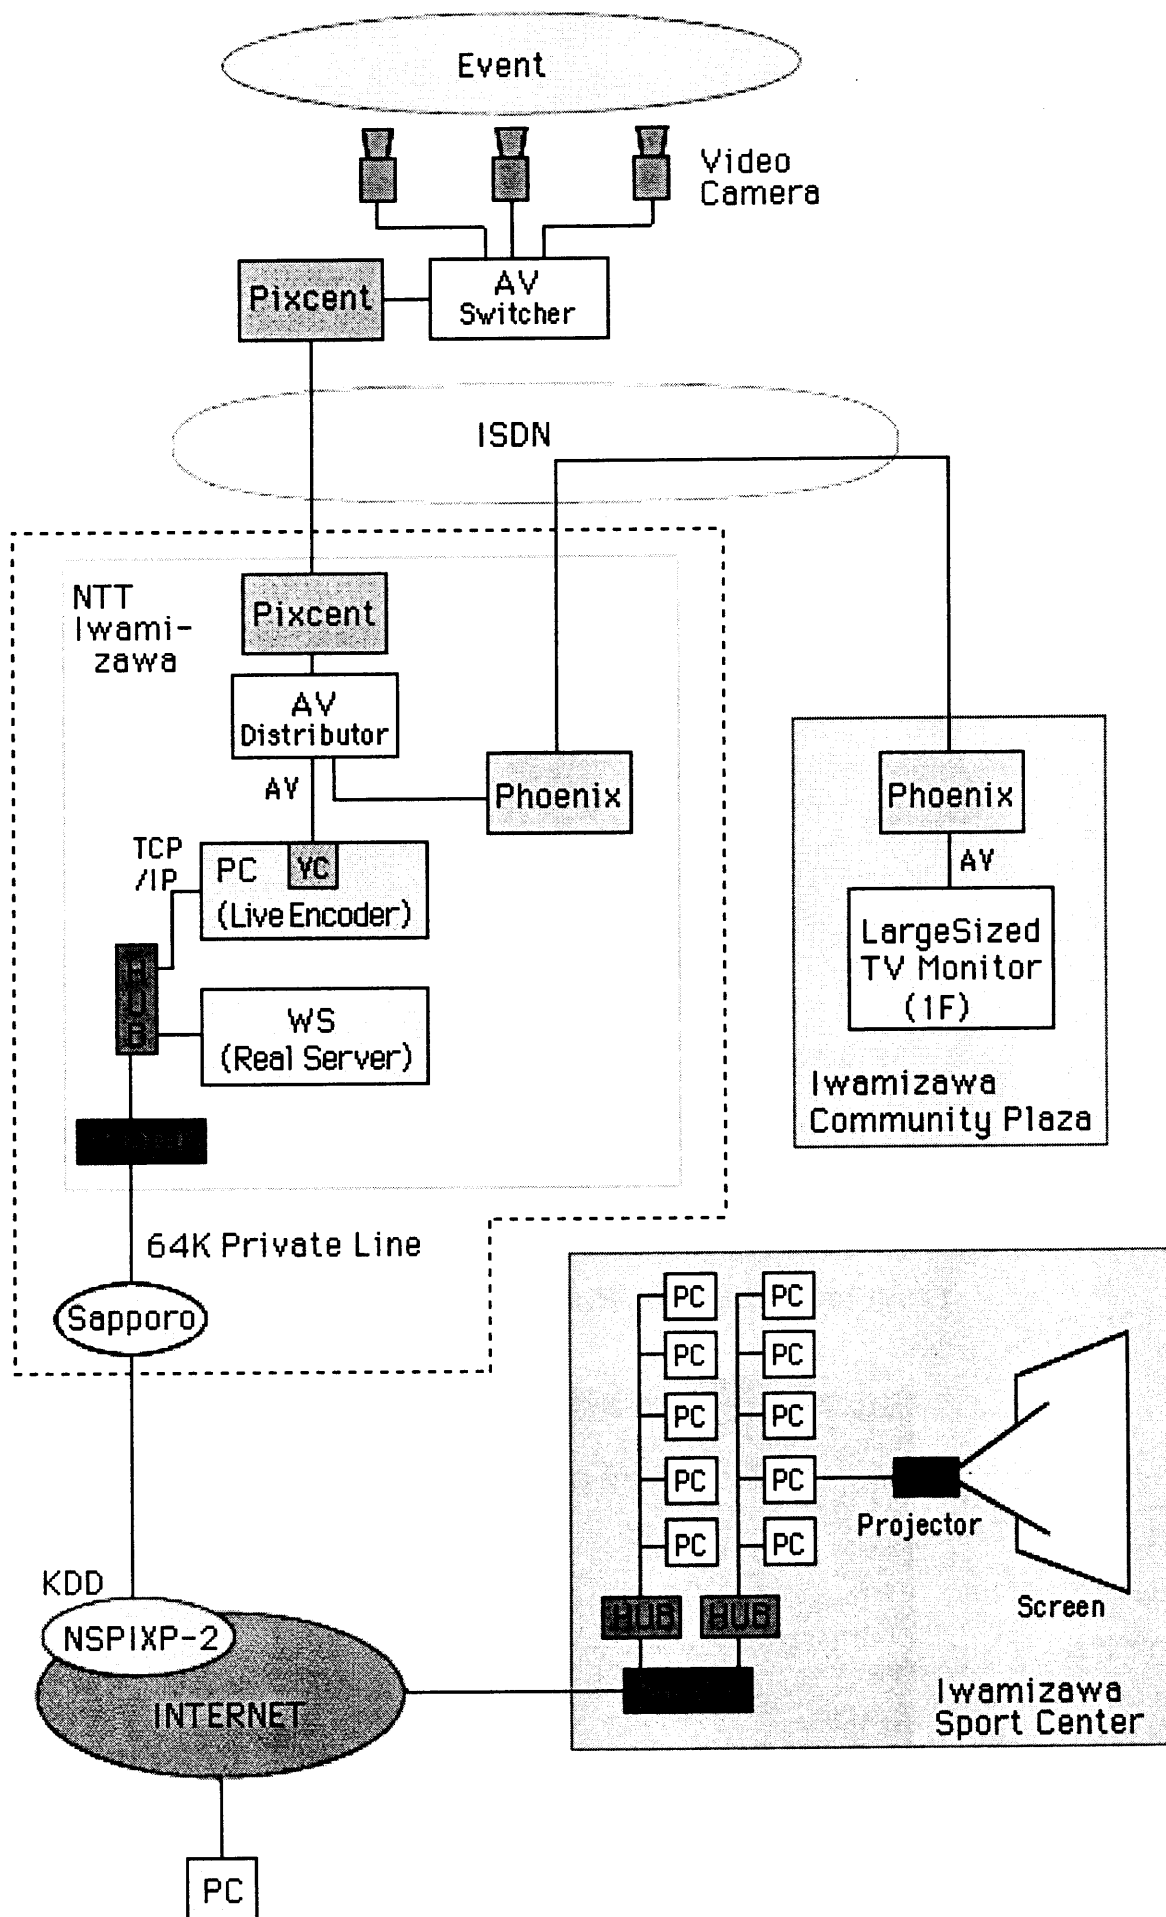 Event
Video
Camera
AV
Switcher
Pixcent
ISDN
NTT
Iwami-
zawa
Pixcent
AV
Distributor
AV
Phoenix
Phoenix
AV
LargeSized
TV Monitor
(1F)
Iwamizawa
Community Plaza
TCP
/IP
PC
VC
(Live Encoder)
HUB
WS
(Real Server)
64K Private Line
Sapporo
PC
PC
PC
PC
PC
PC
PC
PC
PC
PC
Projector
Screen
HUB
HUB
Iwamizawa
Sport Center
KDD
NSPIXP-2
INTERNET
PC